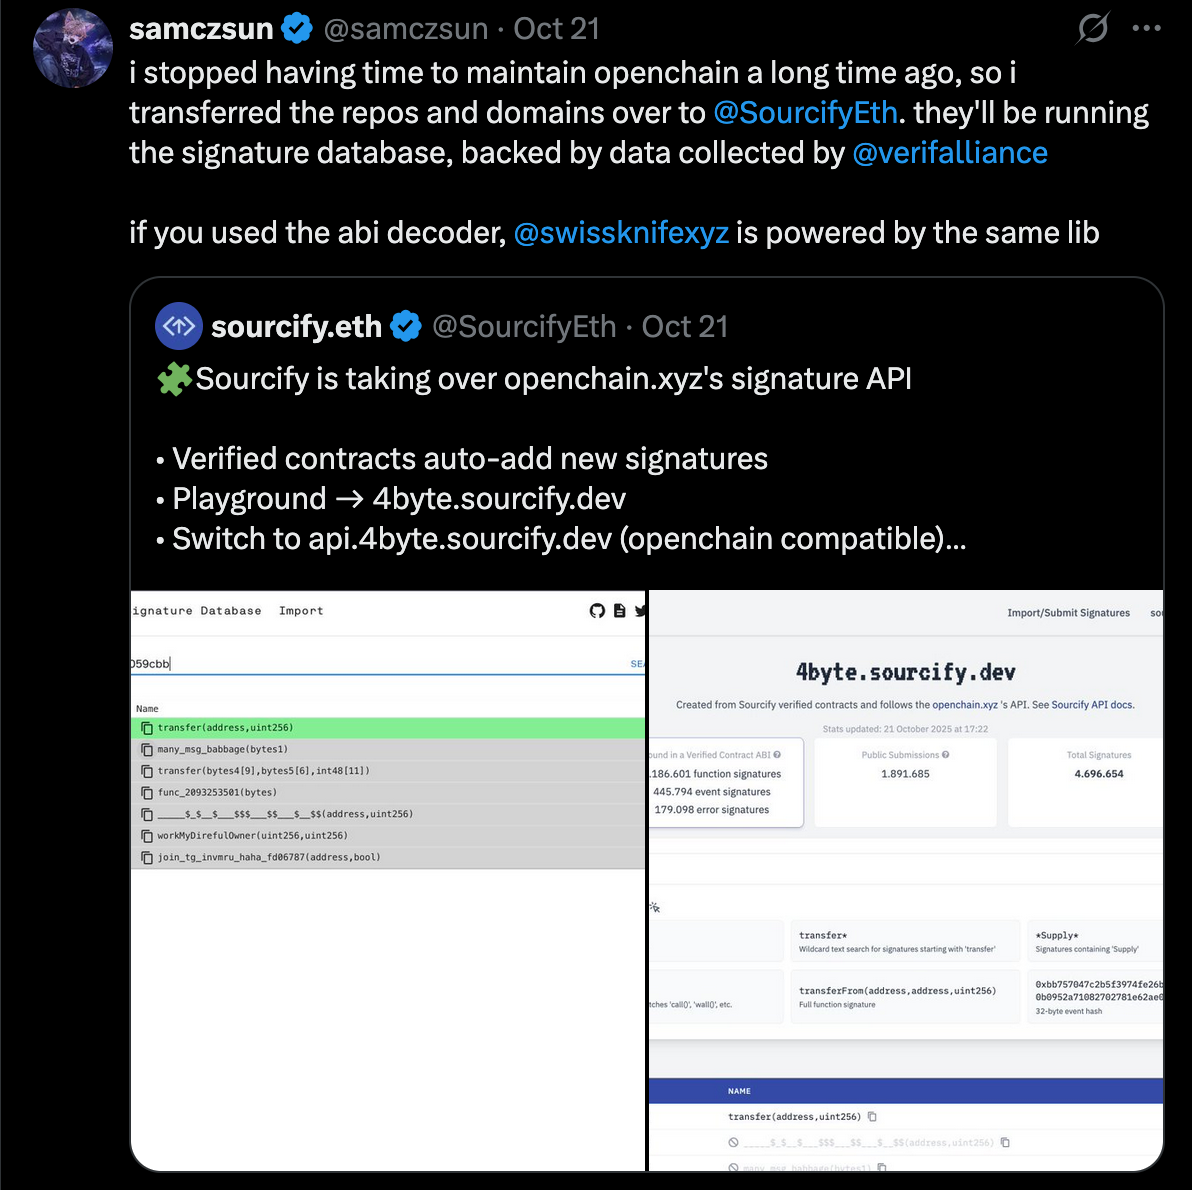 samczsun @samczsun · Oct 21
i stopped having time to maintain openchain a long time ago, so i
transferred the repos and domains over to @SourcifyEth. they'll be running
the signature database, backed by data collected by @verifalliance
if you used the abi decoder, @swissknifexyz is powered by the same lib
sourcify.eth @SourcifyEth · Oct 21
🧩Sourcify is taking over openchain.xyz's signature API
• Verified contracts auto-add new signatures
• Playground → 4byte.sourcify.dev
• Switch to api.4byte.sourcify.dev (openchain compatible)...
ignature Database Import
059cbb
SEA
Name
transfer(address,uint256)
many_msg_babbage(bytes1)
transfer(bytes4[9],bytes5[6],int48[11])
func_2093253501(bytes)
_____$_$__$___$$$___$$___$__$$(address,uint256)
workMyDirefulOwner(uint256,uint256)
join_tg_invmru_haha_fd06787(address,bool)
Import/Submit Signatures sou
4byte.sourcify.dev
Created from Sourcify verified contracts and follows the openchain.xyz 's API. See Sourcify API docs.
Stats updated: 21 October 2025 at 17:22
ound in a Verified Contract ABI
.186.601 function signatures
445.794 event signatures
179.098 error signatures
Public Submissions
1.891.685
Total Signatures
4.696.654
transfer*
Wildcard text search for signatures starting with 'transfer'
*Supply*
Signatures containing 'Supply'
tches 'call()', 'wall()', etc.
transferFrom(address,address,uint256)
Full function signature
0xbb757047c2b5f3974fe26b
0b0952a71082702781e62ae0
32-byte event hash
NAME
transfer(address,uint256)
_____$_$__$___$$$___$$___$__$$(address,uint256)
many_msg_babbage(bytes1)